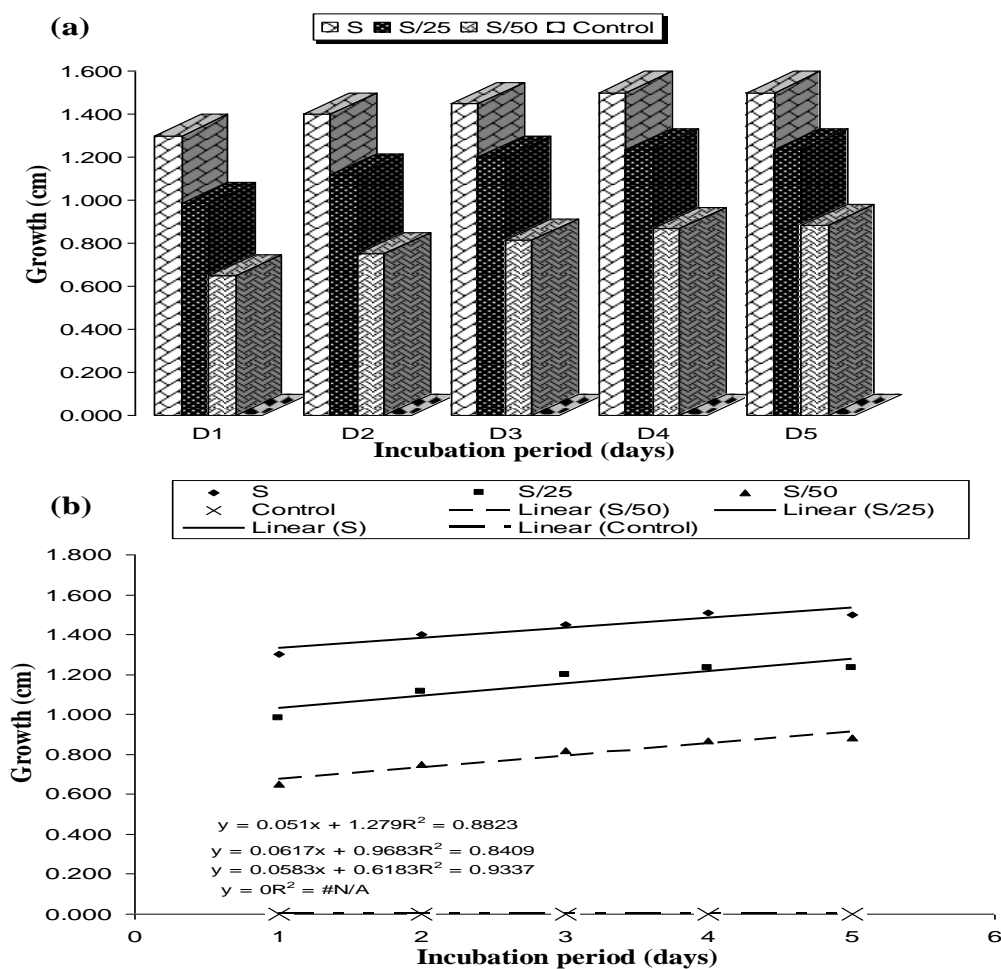 (a)
S S/25 S/50 Control
1.600
1.400
1.200
1.000
0.800
0.600
0.400
0.200
0.000
Growth (cm)
D1 D2 D3 D4 D5
Incubation period (days)
(b)
S S/25 S/50
Control Linear (S/50) Linear (S/25)
Linear (S) Linear (Control)
1.800
1.600
1.400
1.200
1.000
0.800
0.600
0.400
0.200
0.000
Growth (cm)
y = 0.051x + 1.279R² = 0.8823
y = 0.0617x + 0.9683R² = 0.8409
y = 0.0583x + 0.6183R² = 0.9337
y = 0R² = #N/A
0 1 2 3 4 5 6
Incubation period (days)